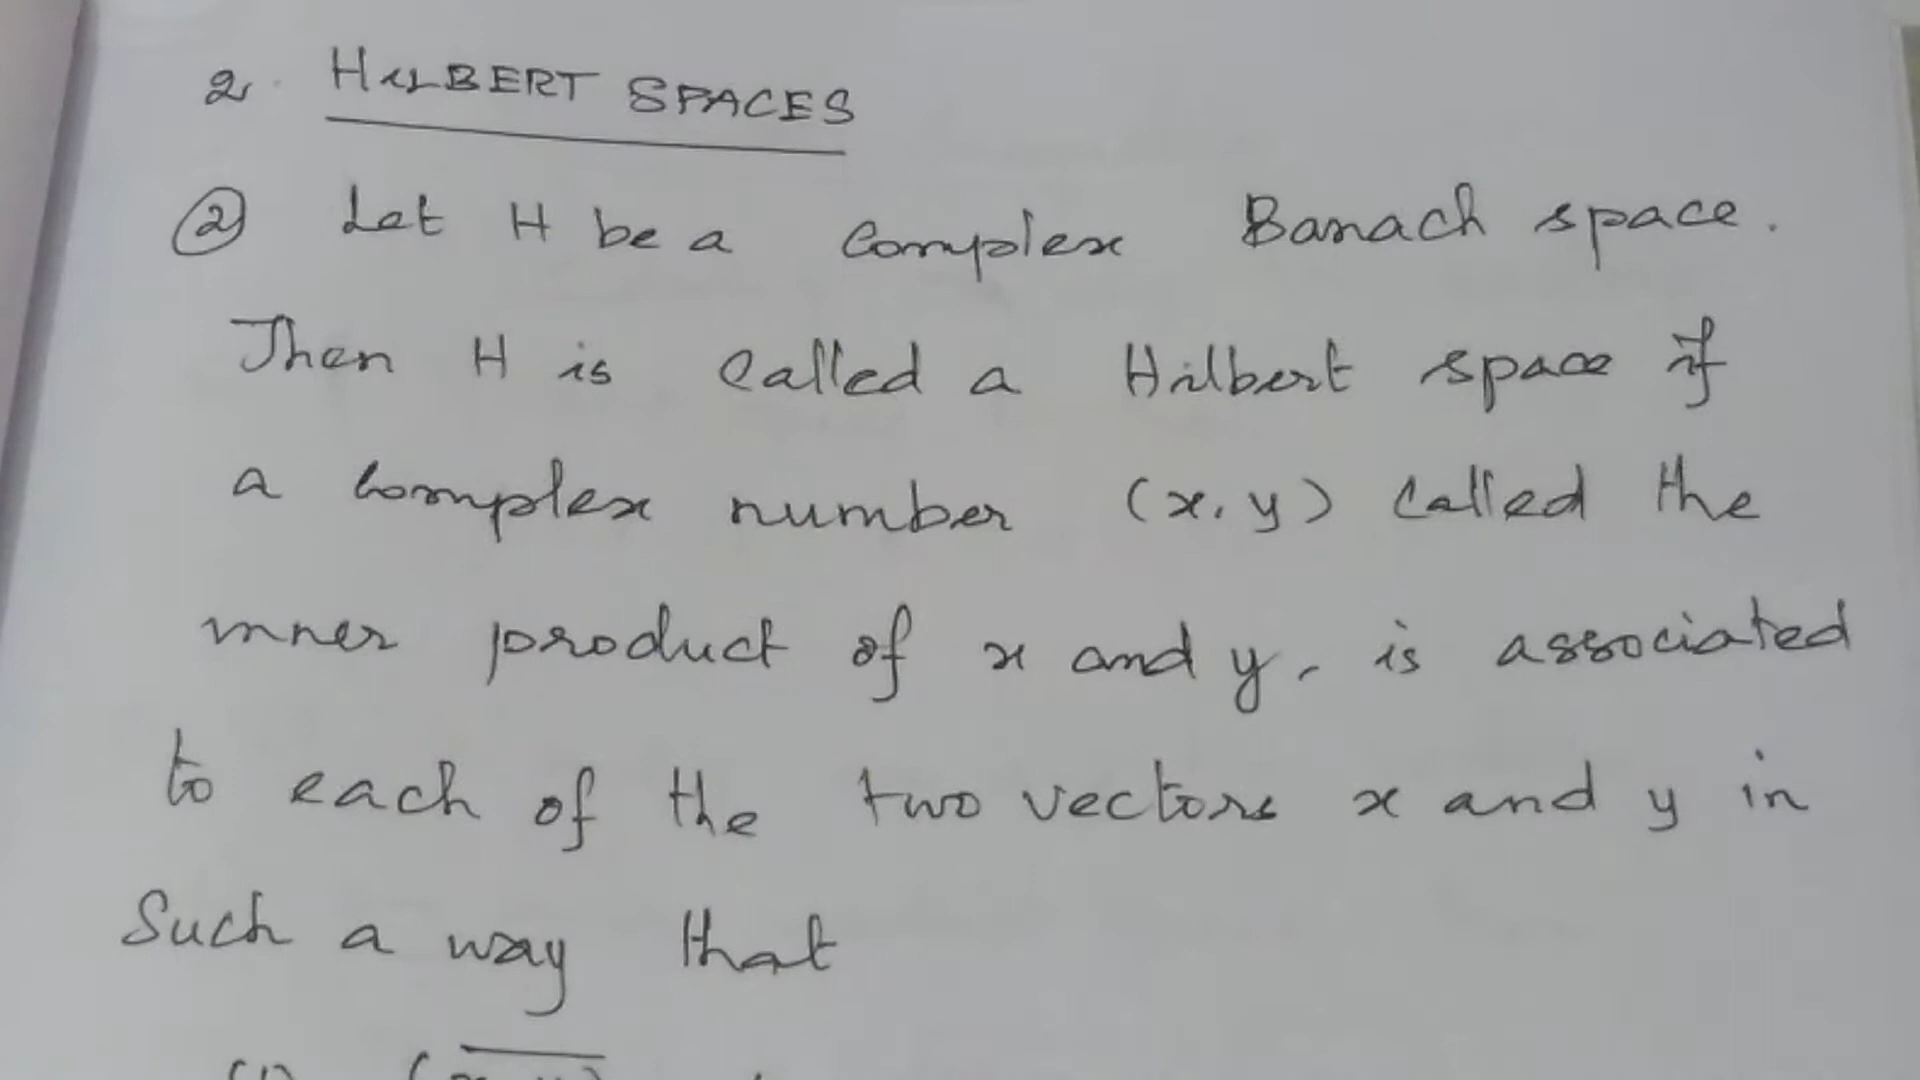 2. HILBERT SPACES
② Let H be a complex Banach space.
Then H is called a Hilbert space if
a complex number (x, y) called the
inner product of x and y, is associated
to each of the two vectors x and y in
Such a way that